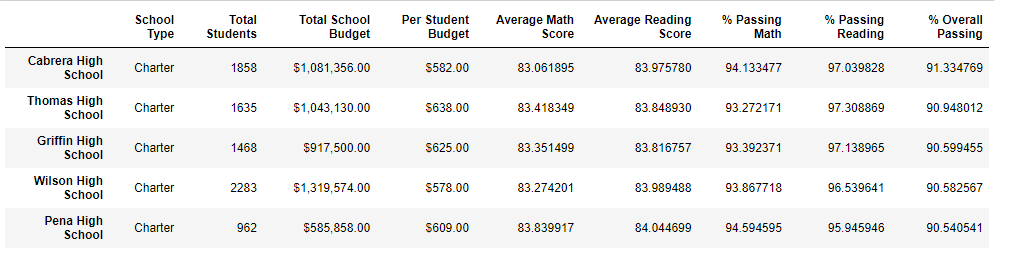 School Type Total Students Total School Budget Per Student Budget Average Math Score Average Reading Score % Passing Math % Passing Reading % Overall Passing
Cabrera High School Charter 1858 $1,081,356.00 $582.00 83.061895 83.975780 94.133477 97.039828 91.334769
Thomas High School Charter 1635 $1,043,130.00 $638.00 83.418349 83.848930 93.272171 97.308869 90.948012
Griffin High School Charter 1468 $917,500.00 $625.00 83.351499 83.816757 93.392371 97.138965 90.599455
Wilson High School Charter 2283 $1,319,574.00 $578.00 83.274201 83.989488 93.867718 96.539641 90.582567
Pena High School Charter 962 $585,858.00 $609.00 83.839917 84.044699 94.594595 95.945946 90.540541